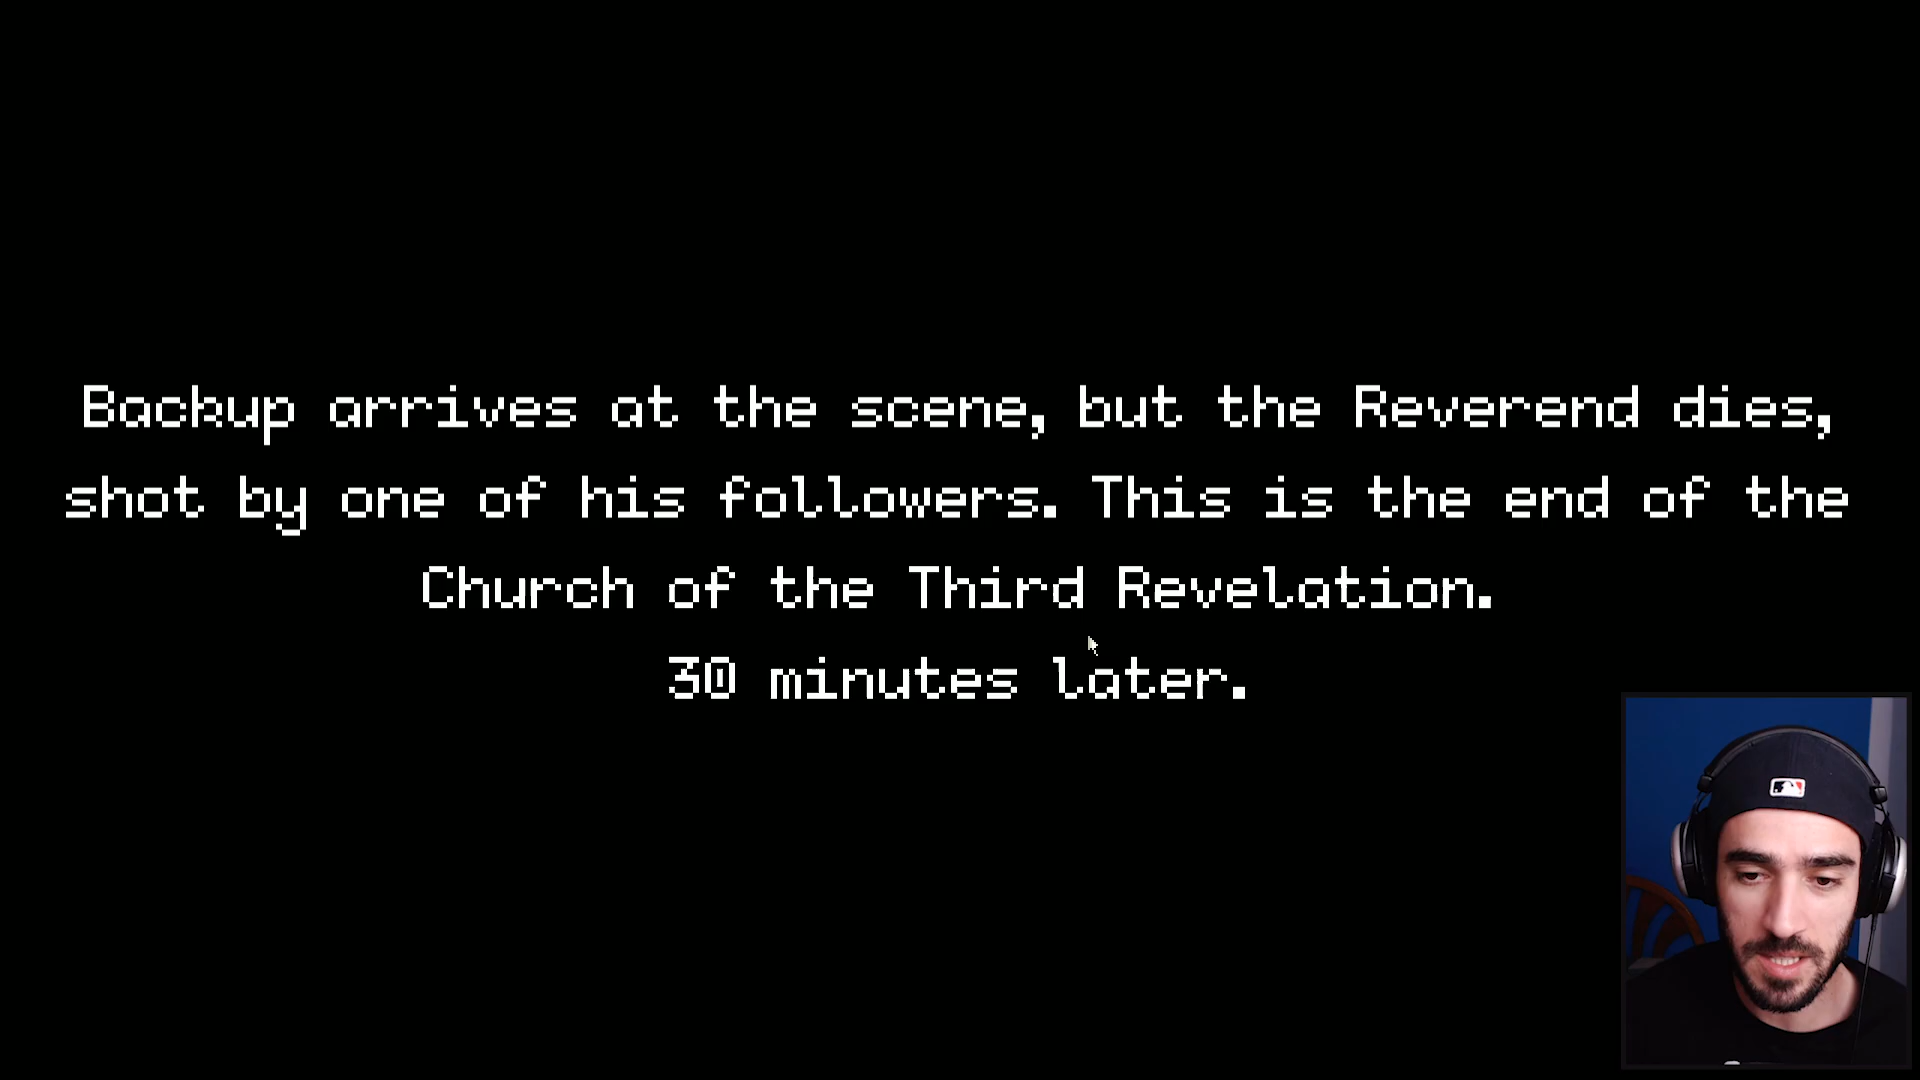 Backup arrives at the scene, but the Reverend dies,
shot by one of his followers. This is the end of the
Church of the Third Revelation.
30 minutes later.